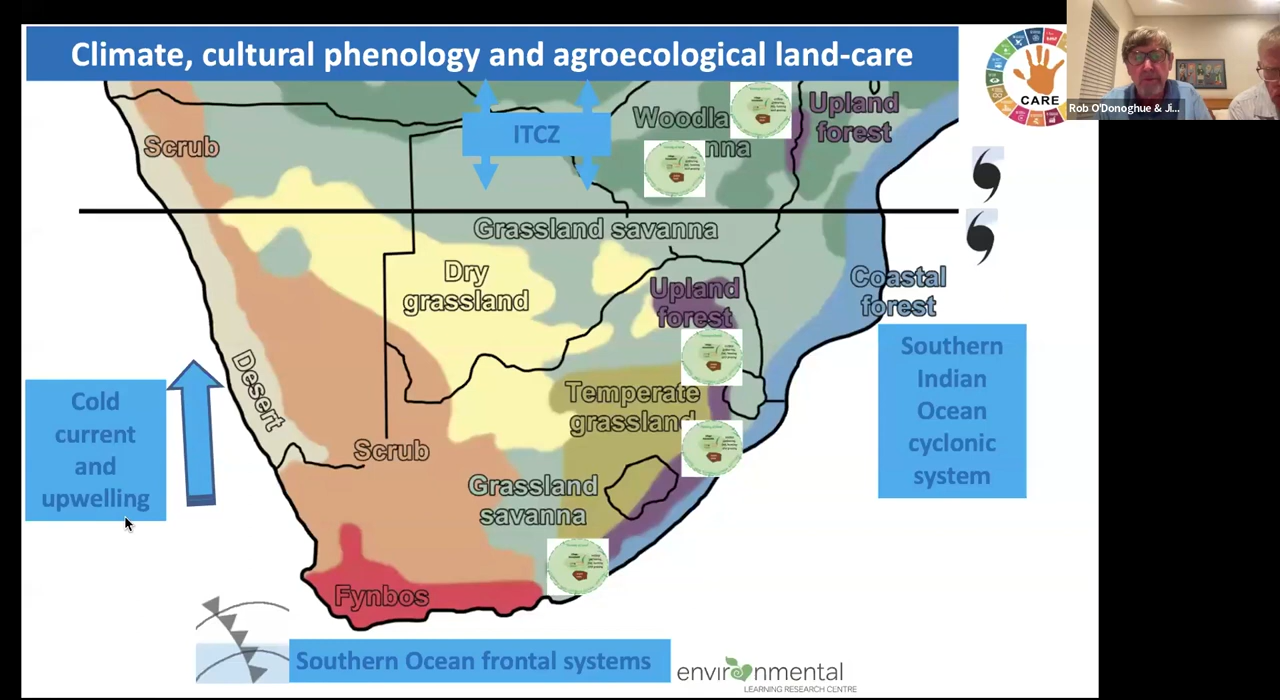 Climate, cultural phenology and agroecological land-care
CARE
Rob O'Donoghue & Ji...
Scrub
ITCZ
Woodla
nna
Upland
forest
Grassland savanna
Dry
grassland
Upland
forest
Coastal
forest
Southern
Indian
Ocean
cyclonic
system
Desert
Cold
current
and
upwelling
Temperate
grassland
Scrub
Grassland
savanna
Fynbos
Southern Ocean frontal systems
environmental
LEARNING RESEARCH CENTRE